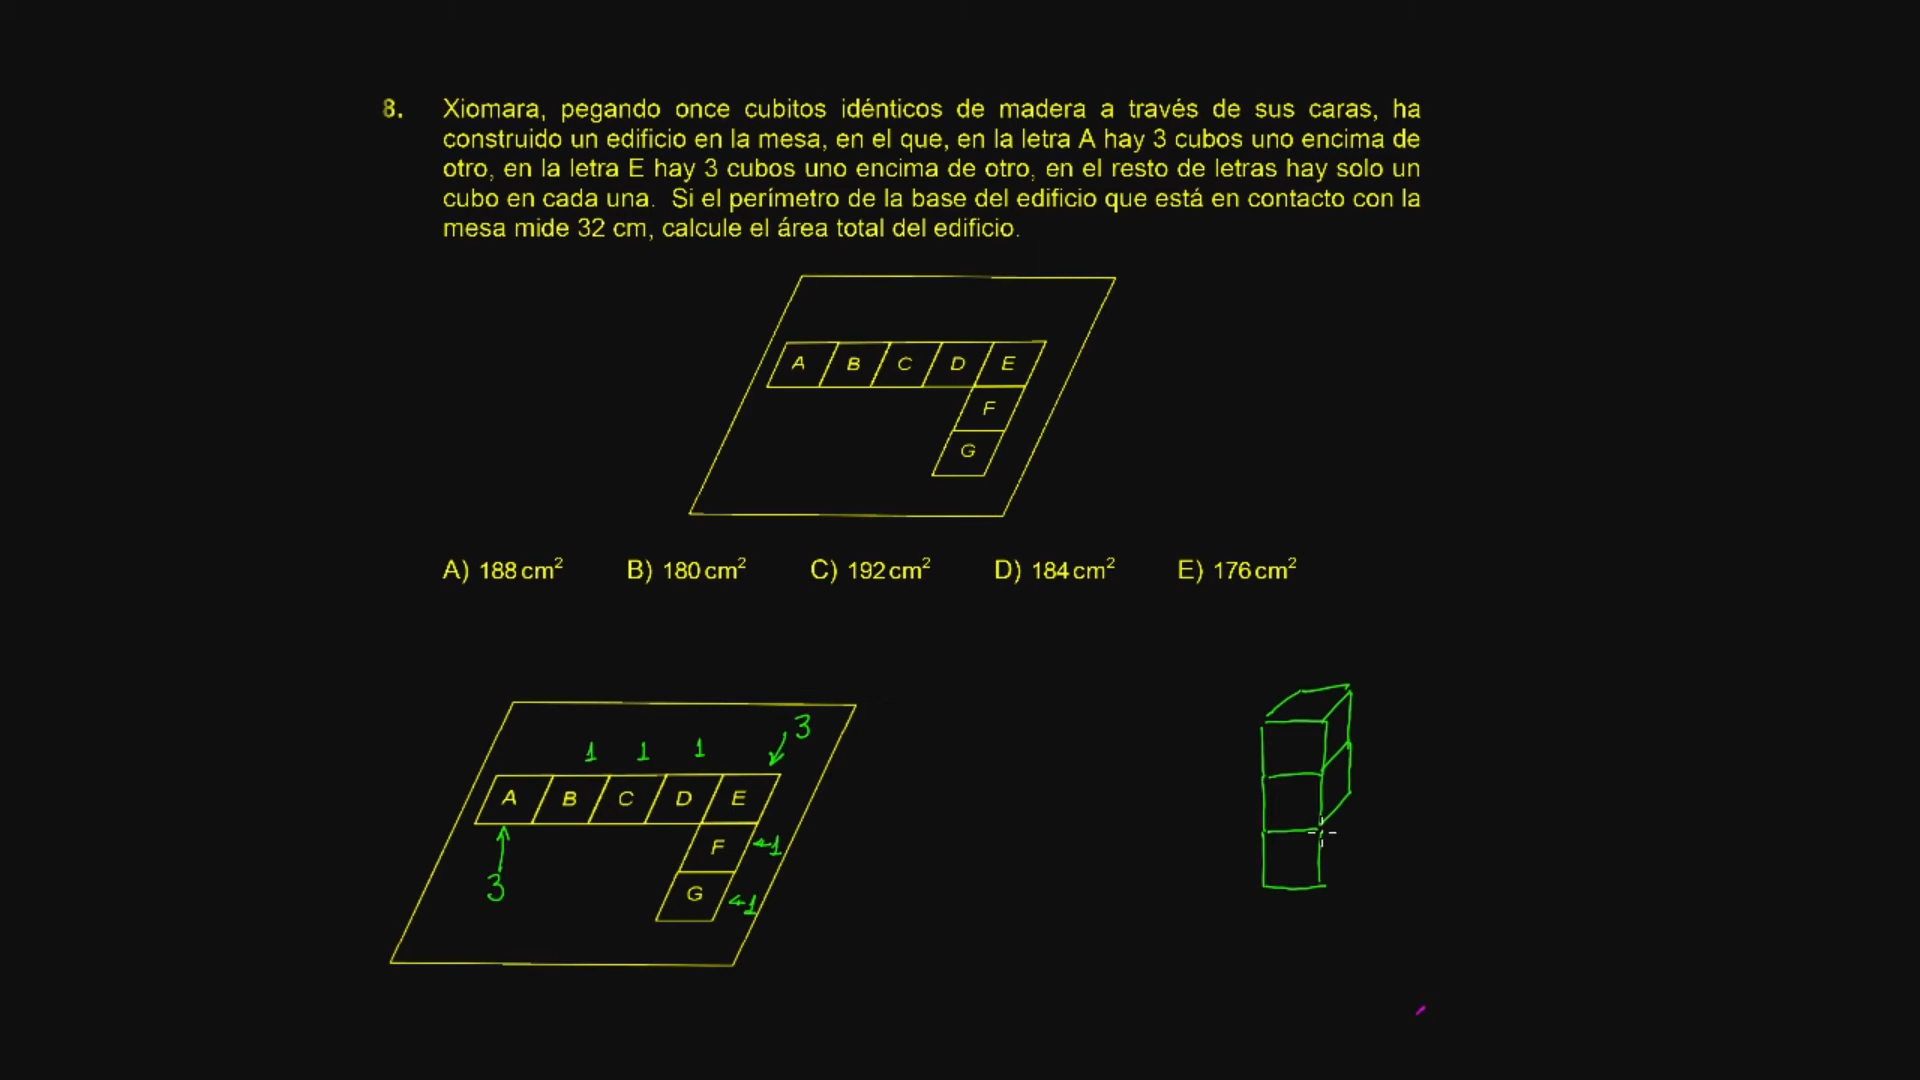 8. Xiomara, pegando once cubitos idénticos de madera a través de sus caras, ha
construido un edificio en la mesa, en el que, en la letra A hay 3 cubos uno encima de
otro, en la letra E hay 3 cubos uno encima de otro, en el resto de letras hay solo un
cubo en cada una. Si el perímetro de la base del edificio que está en contacto con la
mesa mide 32 cm, calcule el área total del edificio.
A B C D E
F
G
A) 188 cm² B) 180 cm² C) 192 cm² D) 184 cm² E) 176 cm²
3
1 1 1
A B C D E
F 1
3 G 1